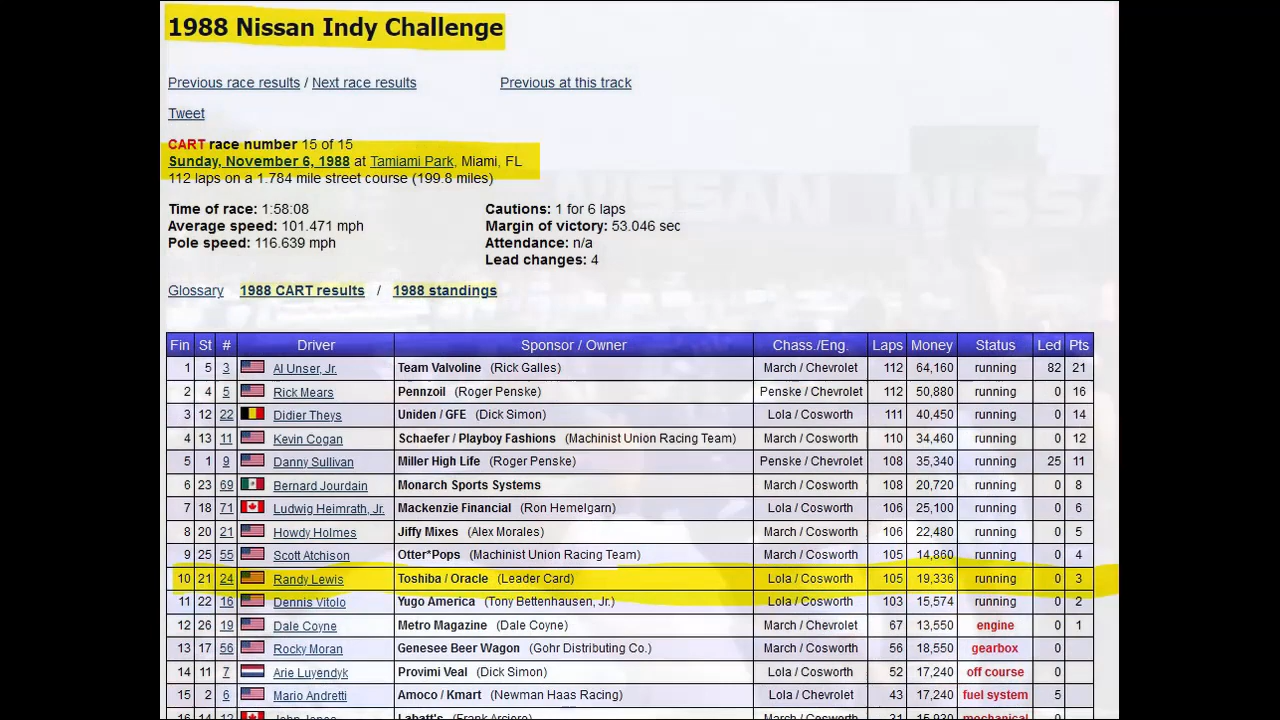 1988 Nissan Indy Challenge
Previous race results / Next race results Previous at this track
Tweet
CART race number 15 of 15
Sunday, November 6, 1988 at Tamiami Park, Miami, FL
112 laps on a 1.784 mile street course (199.8 miles)
Time of race: 1:58:08 Cautions: 1 for 6 laps
Average speed: 101.471 mph Margin of victory: 53.046 sec
Pole speed: 116.639 mph Attendance: n/a
Lead changes: 4
Glossary 1988 CART results / 1988 standings
Fin St # Driver Sponsor / Owner Chass./Eng. Laps Money Status Led Pts
1 5 3 Al Unser, Jr. Team Valvoline (Rick Galles) March / Chevrolet 112 64,160 running 82 21
2 4 5 Rick Mears Pennzoil (Roger Penske) Penske / Chevrolet 112 50,880 running 0 16
3 12 22 Didier Theys Uniden / GFE (Dick Simon) Lola / Cosworth 111 40,450 running 0 14
4 13 11 Kevin Cogan Schaefer / Playboy Fashions (Machinist Union Racing Team) March / Cosworth 110 34,460 running 0 12
5 1 9 Danny Sullivan Miller High Life (Roger Penske) Penske / Chevrolet 108 35,340 running 25 11
6 23 69 Bernard Jourdain Monarch Sports Systems March / Cosworth 108 20,720 running 0 8
7 18 71 Ludwig Heimrath, Jr. Mackenzie Financial (Ron Hemelgarn) Lola / Cosworth 106 25,100 running 0 6
8 20 21 Howdy Holmes Jiffy Mixes (Alex Morales) March / Cosworth 106 22,480 running 0 5
9 25 55 Scott Atchison Otter*Pops (Machinist Union Racing Team) March / Cosworth 105 14,860 running 0 4
10 21 24 Randy Lewis Toshiba / Oracle (Leader Card) Lola / Cosworth 105 19,336 running 0 3
11 22 16 Dennis Vitolo Yugo America (Tony Bettenhausen, Jr.) Lola / Cosworth 103 15,574 running 0 2
12 26 19 Dale Coyne Metro Magazine (Dale Coyne) March / Chevrolet 67 13,550 engine 0 1
13 17 56 Rocky Moran Genesee Beer Wagon (Gohr Distributing Co.) March / Cosworth 56 18,550 gearbox 0
14 11 7 Arie Luyendyk Provimi Veal (Dick Simon) Lola / Cosworth 52 17,240 off course 0
15 2 6 Mario Andretti Amoco / Kmart (Newman Haas Racing) Lola / Chevrolet 43 17,240 fuel system 5